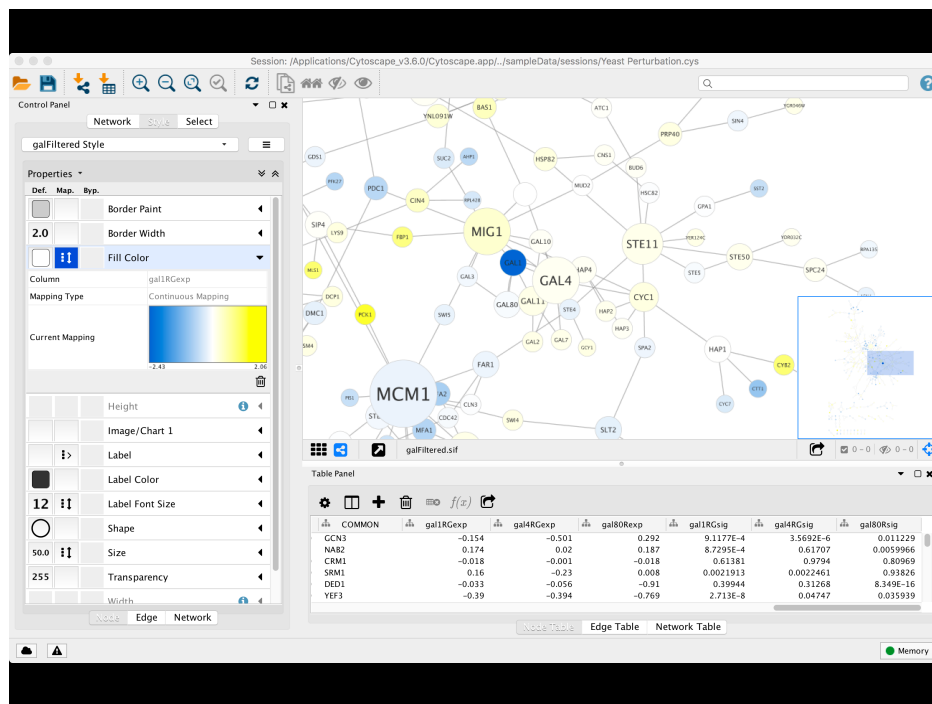 Session: /Applications/Cytoscape_v3.6.0/Cytoscape.app/../sampleData/sessions/Yeast Perturbation.cys
Control Panel
Network Style Select
galFiltered Style
Properties
Def. Map. Byp.
Border Paint
2.0 Border Width
Fill Color
Column gal1RGexp
Mapping Type Continuous Mapping
Current Mapping
-2.43 2.06
Height
Image/Chart 1
Label
Label Color
12 Label Font Size
Shape
50.0 Size
255 Transparency
Width
Node Edge Network
BAS1
ATC1
YNL091W
SIN4
PRP40
GDS1
SUC2
AHP1
HSP82
CNS1
BUD6
PDC1
MUD2
HSC82
SST2
CIN4
RPL42B
GPA1
SIP4
LYS9
FBP1
MIG1
GAL10
STE11
STE50
GAL1
HAP4
GAL3
GAL4
STE5
SPC24
MLS1
DCP1
CYC1
GAL80
GAL11
DMC1
PCK1
SWI5
STE4
HAP2
HAP3
GAL2
GAL7
GCY1
SPA2
HAP1
FAR1
CYB2
CTT1
MCM1
CLN3
CYC7
CDC42
SWI4
MFA1
SLT2
galFiltered.sif
0 - 0 0 - 0
Table Panel
f(x)
COMMON gal1RGexp gal4RGexp gal80Rexp gal1RGsig gal4RGsig gal80Rsig
GCN3 -0.154 -0.501 0.292 9.1177E-4 3.5692E-6 0.011229
NAB2 0.174 0.02 0.187 8.7295E-4 0.61707 0.0059966
CRM1 -0.018 -0.001 -0.018 0.61381 0.9794 0.80969
SRM1 0.16 -0.23 0.008 0.0021913 0.0022461 0.93826
DED1 -0.033 -0.056 -0.91 0.39944 0.31268 8.349E-16
YEF3 -0.39 -0.394 -0.769 2.713E-8 0.04747 0.035939
Node Table Edge Table Network Table
Memory